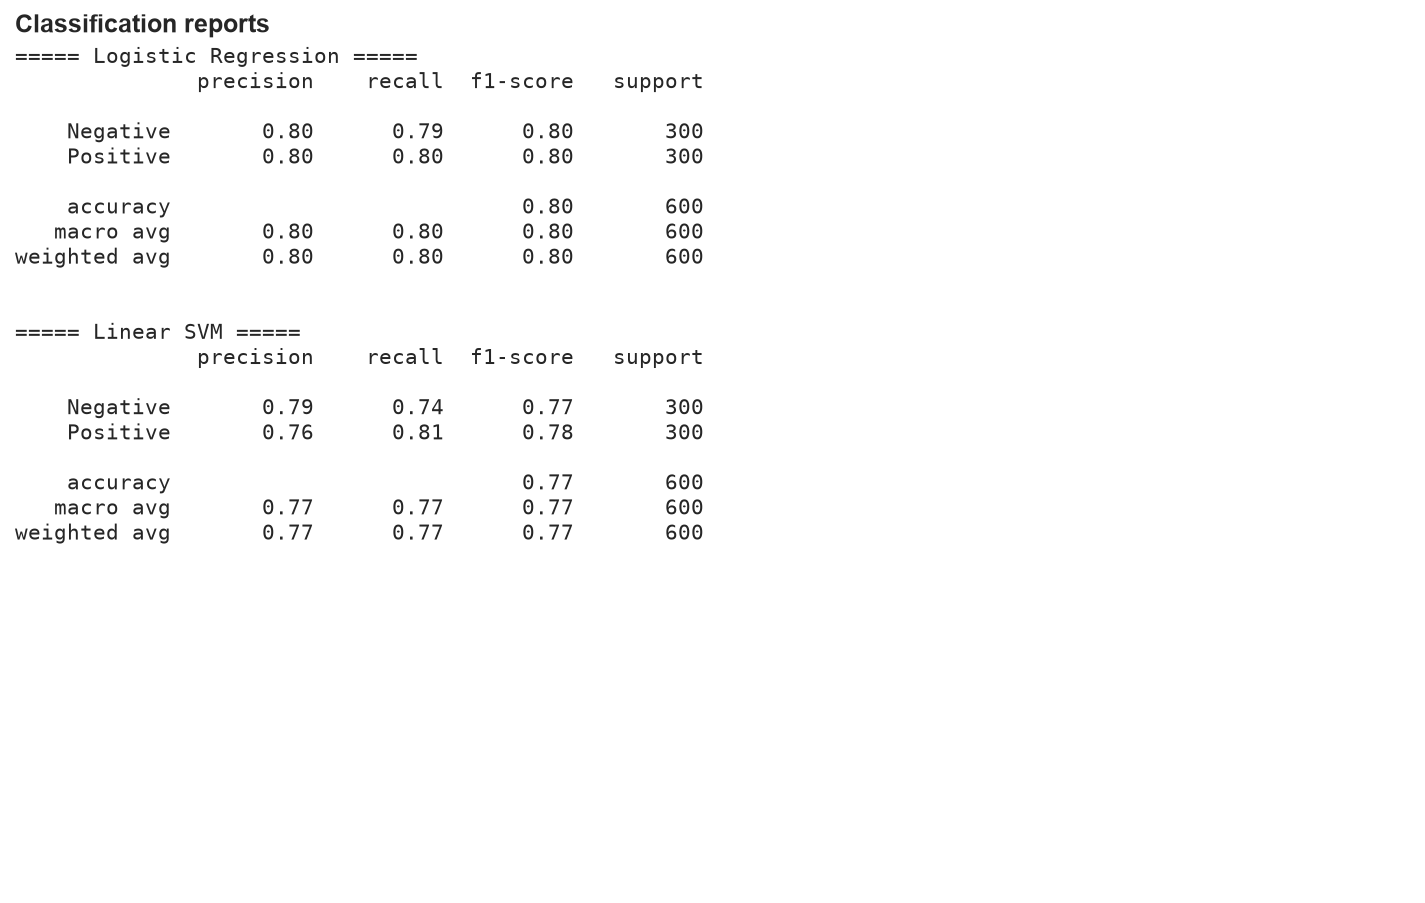 Classification reports
===== Logistic Regression =====
              precision    recall  f1-score   support

    Negative       0.80      0.79      0.80       300
    Positive       0.80      0.80      0.80       300

    accuracy                           0.80       600
   macro avg       0.80      0.80      0.80       600
weighted avg       0.80      0.80      0.80       600

===== Linear SVM =====
              precision    recall  f1-score   support

    Negative       0.79      0.74      0.77       300
    Positive       0.76      0.81      0.78       300

    accuracy                           0.77       600
   macro avg       0.77      0.77      0.77       600
weighted avg       0.77      0.77      0.77       600